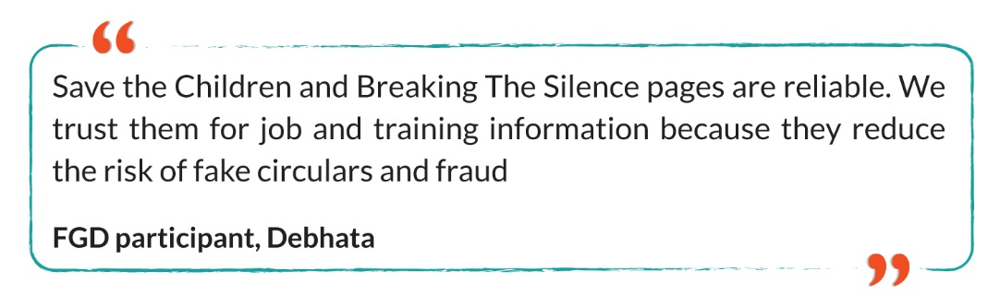 “
Save the Children and Breaking The Silence pages are reliable. We
trust them for job and training information because they reduce
the risk of fake circulars and fraud
FGD participant, Debhata
”